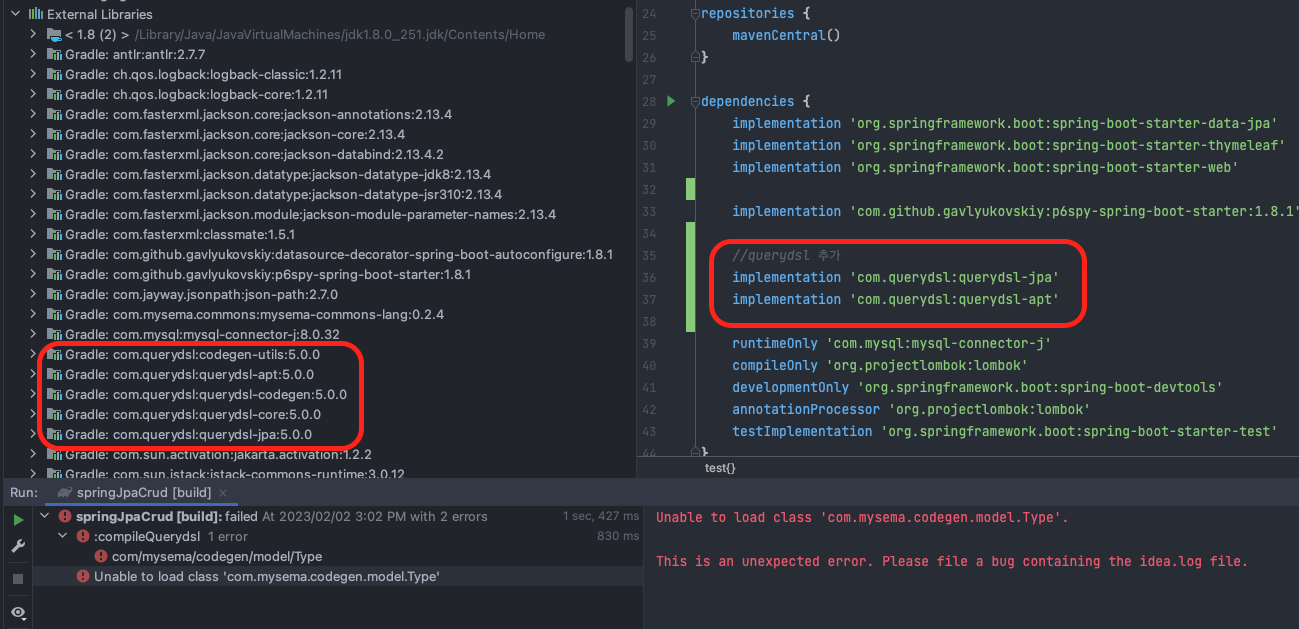 External Libraries
< 1.8 (2) > /Library/Java/JavaVirtualMachines/jdk1.8.0_251.jdk/Contents/Home
Gradle: antlr:antlr:2.7.7
Gradle: ch.qos.logback:logback-classic:1.2.11
Gradle: ch.qos.logback:logback-core:1.2.11
Gradle: com.fasterxml.jackson.core:jackson-annotations:2.13.4
Gradle: com.fasterxml.jackson.core:jackson-core:2.13.4
Gradle: com.fasterxml.jackson.core:jackson-databind:2.13.4.2
Gradle: com.fasterxml.jackson.datatype:jackson-datatype-jdk8:2.13.4
Gradle: com.fasterxml.jackson.datatype:jackson-datatype-jsr310:2.13.4
Gradle: com.fasterxml.jackson.module:jackson-module-parameter-names:2.13.4
Gradle: com.fasterxml:classmate:1.5.1
Gradle: com.github.gavlyukovskiy:datasource-decorator-spring-boot-autoconfigure:1.8.1
Gradle: com.github.gavlyukovskiy:p6spy-spring-boot-starter:1.8.1
Gradle: com.jayway.jsonpath:json-path:2.7.0
Gradle: com.mysema.commons:mysema-commons-lang:0.2.4
Gradle: com.mysql:mysql-connector-j:8.0.32
Gradle: com.querydsl:codegen-utils:5.0.0
Gradle: com.querydsl:querydsl-apt:5.0.0
Gradle: com.querydsl:querydsl-codegen:5.0.0
Gradle: com.querydsl:querydsl-core:5.0.0
Gradle: com.querydsl:querydsl-jpa:5.0.0
Gradle: com.sun.activation:jakarta.activation:1.2.2
Gradle: com.sun.istack:istack-commons-runtime:3.0.12
24 repositories {
25 mavenCentral()
26 }
27
28 dependencies {
29 implementation 'org.springframework.boot:spring-boot-starter-data-jpa'
30 implementation 'org.springframework.boot:spring-boot-starter-thymeleaf'
31 implementation 'org.springframework.boot:spring-boot-starter-web'
32
33 implementation 'com.github.gavlyukovskiy:p6spy-spring-boot-starter:1.8.1'
34
35 //querydsl 추가
36 implementation 'com.querydsl:querydsl-jpa'
37 implementation 'com.querydsl:querydsl-apt'
38
39 runtimeOnly 'com.mysql:mysql-connector-j'
40 compileOnly 'org.projectlombok:lombok'
41 developmentOnly 'org.springframework.boot:spring-boot-devtools'
42 annotationProcessor 'org.projectlombok:lombok'
43 testImplementation 'org.springframework.boot:spring-boot-starter-test'
44 }
test{}
Run: springJpaCrud [build] ×
springJpaCrud [build]: failed At 2023/02/02 3:02 PM with 2 errors 1 sec, 427 ms
:compileQuerydsl 1 error 830 ms
com/mysema/codegen/model/Type
Unable to load class 'com.mysema.codegen.model.Type'
Unable to load class 'com.mysema.codegen.model.Type'.
This is an unexpected error. Please file a bug containing the idea.log file.